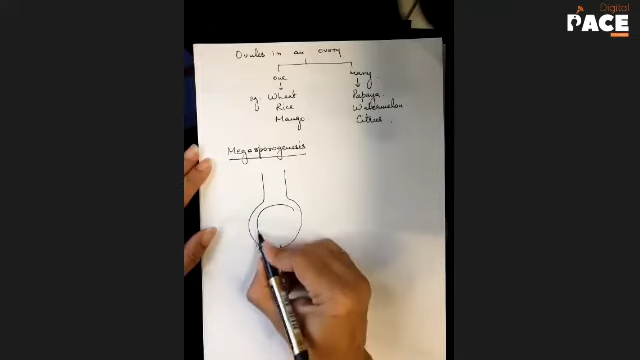 Digital
PACE
Ovules in an ovary
one many
eg. Wheat Papaya
Rice Watermelon
Mango Citrus
Megasporogenesis